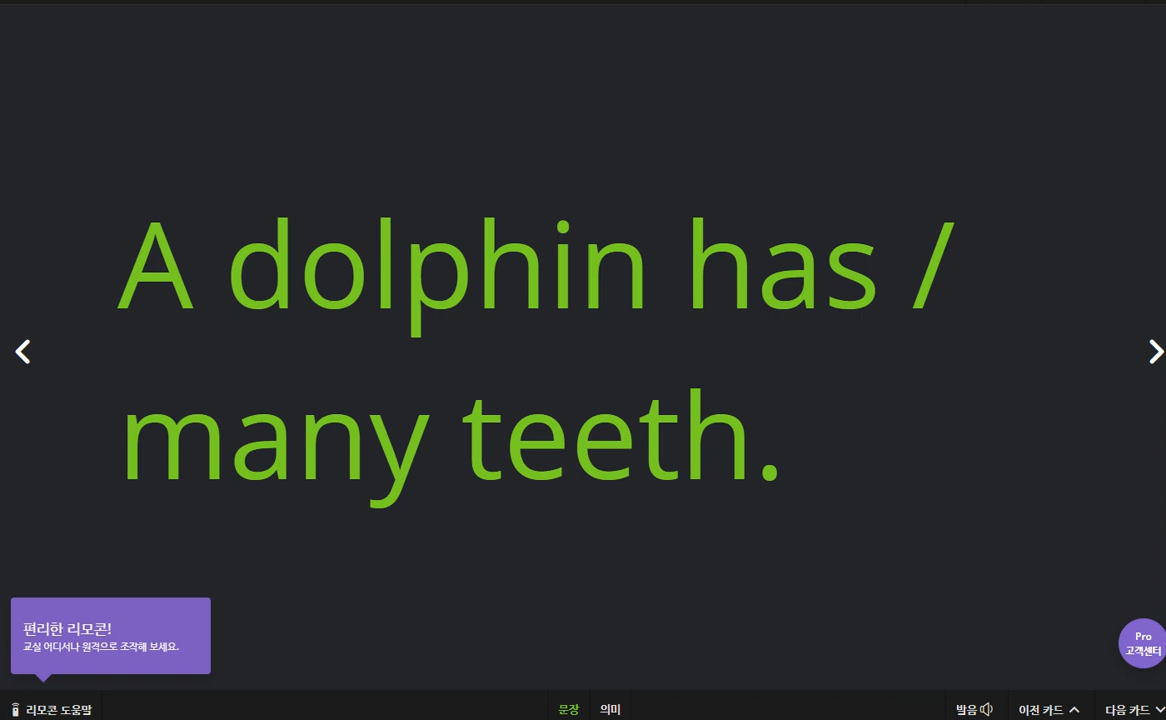 A dolphin has /
many teeth.
편리한 리모콘!
교실 어디서나 원격으로 조작해 보세요.
Pro
고객센터
리모콘 도움말
문장
의미
발음
이전 카드
다음 카드